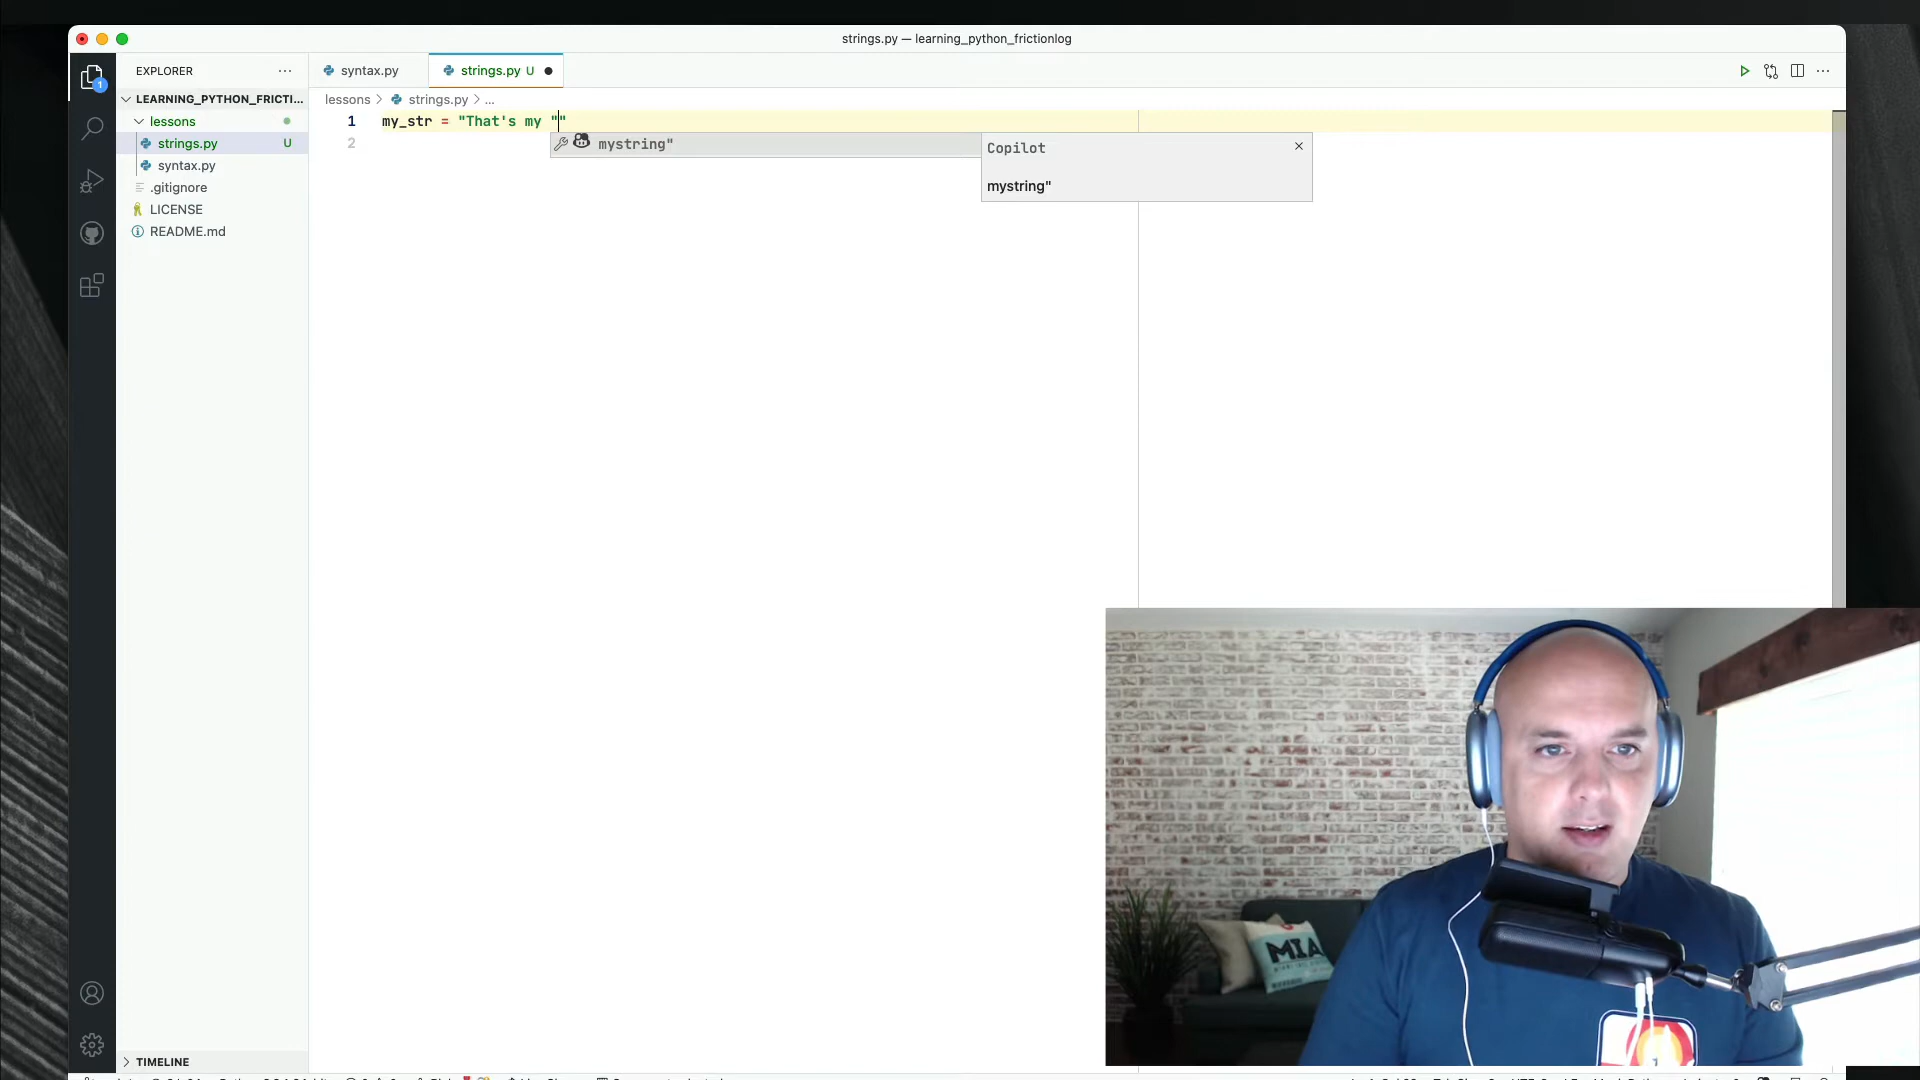 strings.py — learning_python_frictionlog
EXPLORER
syntax.py
strings.py U
1
LEARNING_PYTHON_FRICTI...
lessons > strings.py > ...
lessons
1 my_str = "That's my ""
strings.py U
2
mystring"
Copilot
mystring"
syntax.py
.gitignore
LICENSE
README.md
MIA
TIMELINE